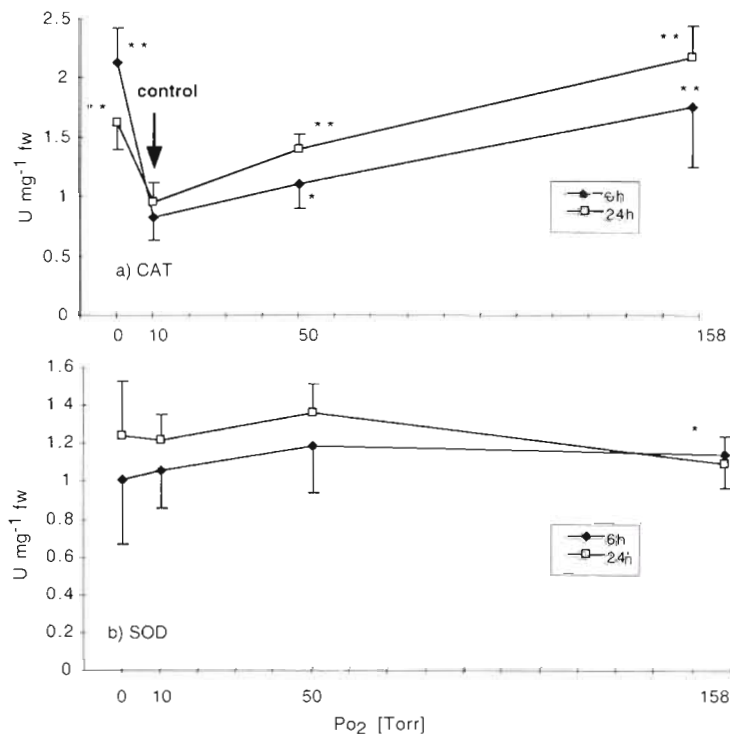 2.5
2
1.5
1
0.5
0
U mg-1 fw
**
**
control
**
*
**
**
6h
24h
a) CAT
0 10 50 158
1.6
1.4
1.2
1
0.8
0.6
0.4
0.2
0
U mg-1 fw
*
6h
24h
b) SOD
0 10 50 158
Po2 [Torr]